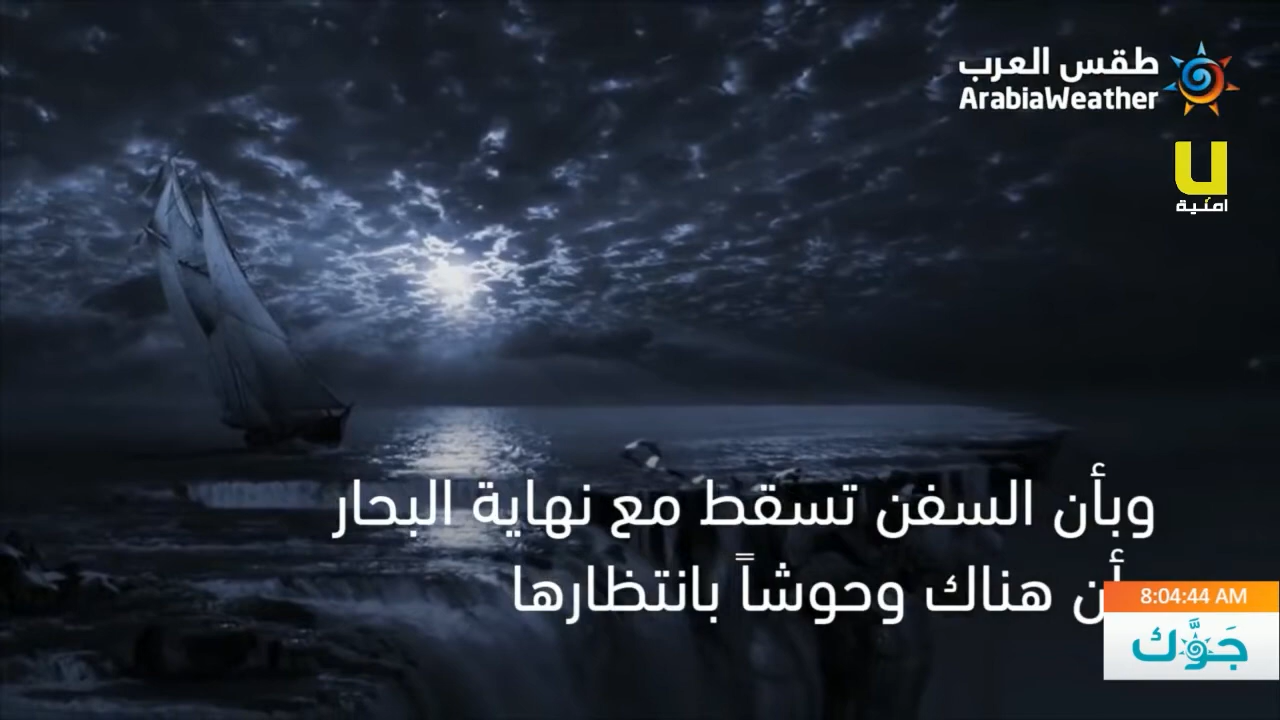 طقس العرب
ArabiaWeather
امنية
وبأن السفن تسقط مع نهاية البحار
هناك وحوشاً بانتظارها
8:04:44 AM
جَوَّك